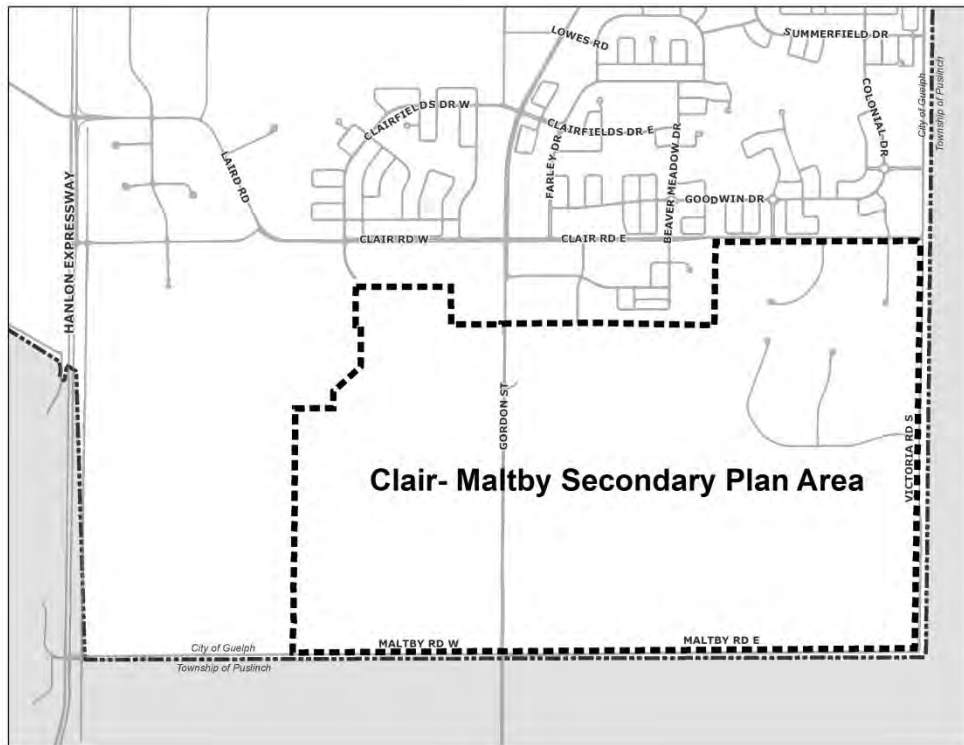 LOWES RD
SUMMERFIELD DR
City of Guelph
Township of Puslinch
COLONIAL DR
CLAIRFIELDS DR W
CLAIRFIELDS DR E
LAIRD RD
FARLEY DR
BEAVER MEADOW DR
HANLON EXPRESSWAY
GOODWIN DR
CLAIR RD W
CLAIR RD E
GORDON ST
VICTORIA RD S
Clair- Maltby Secondary Plan Area
City of Guelph
MALTBY RD W
MALTBY RD E
Township of Puslinch